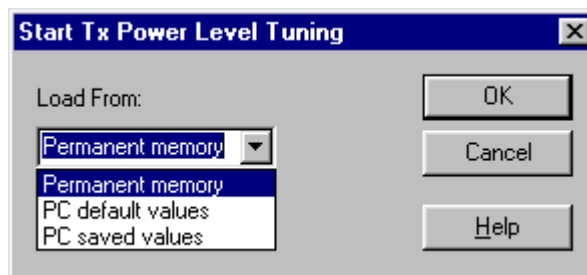 Start Tx Power Level Tuning
Load From:
Permanent memory
Permanent memory
PC default values
PC saved values
OK
Cancel
Help